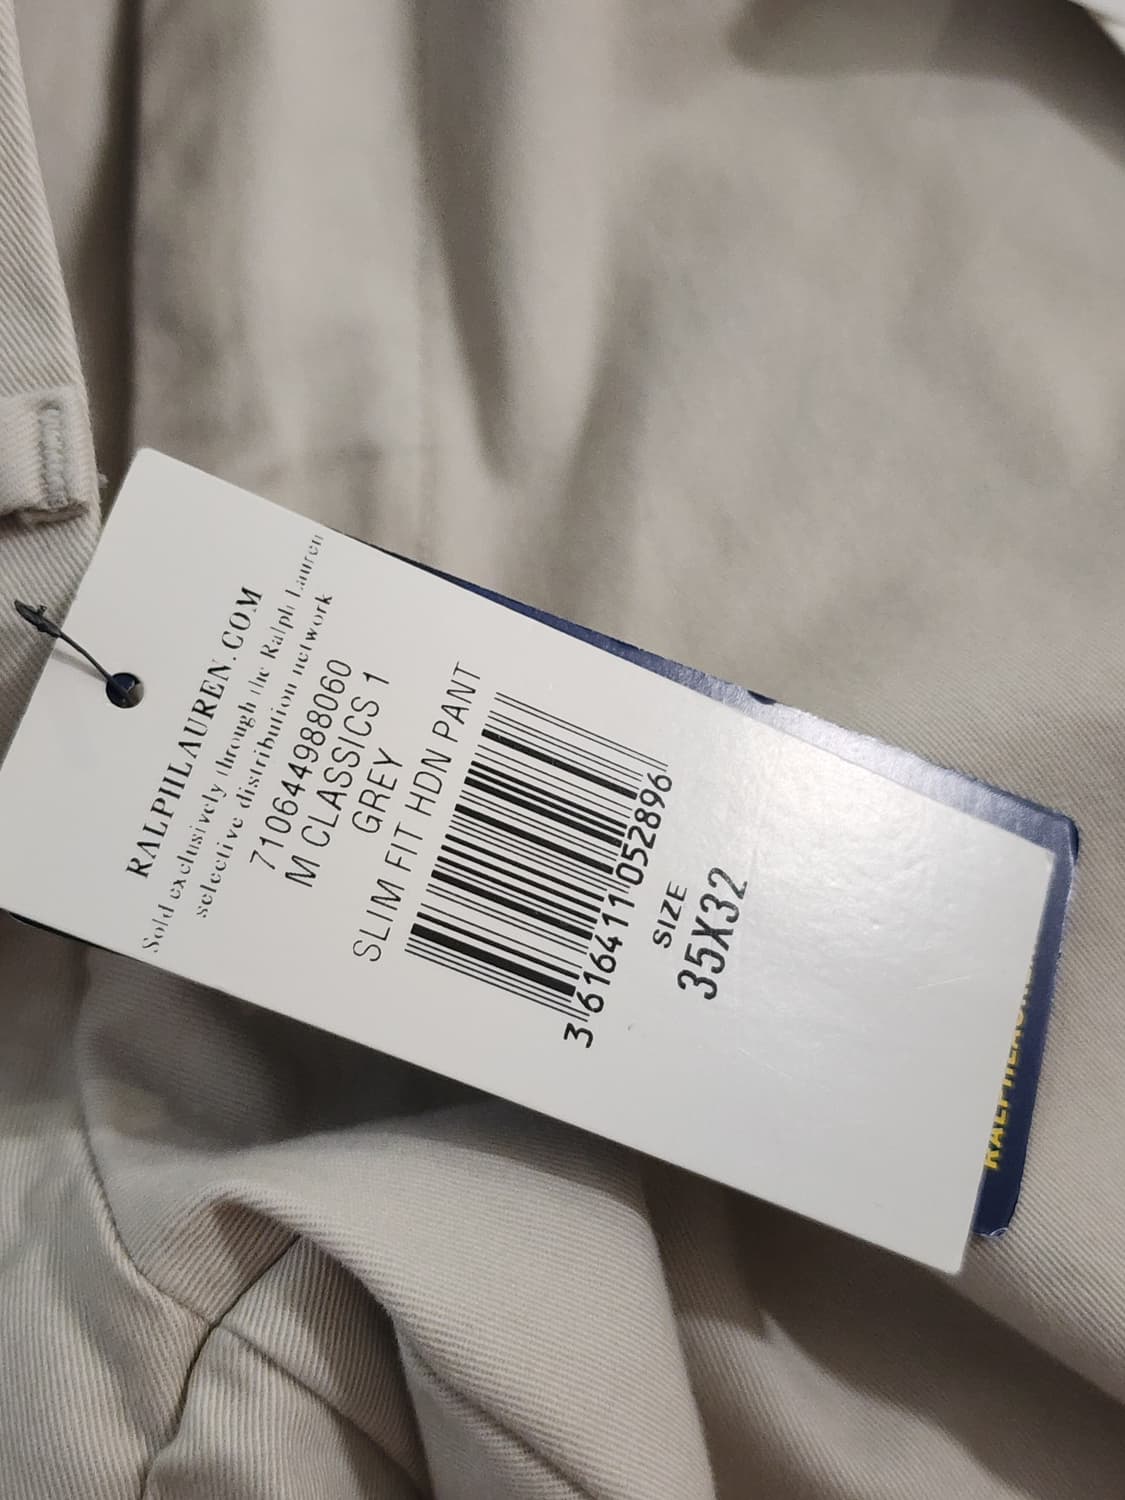 RALPHLAUREN.COM
Sold exclusively through the Ralph Lauren
selective distribution network
710644988060
M CLASSICS 1
GREY
SLIM FIT HDN PANT
3 616411 052896
SIZE
35X32